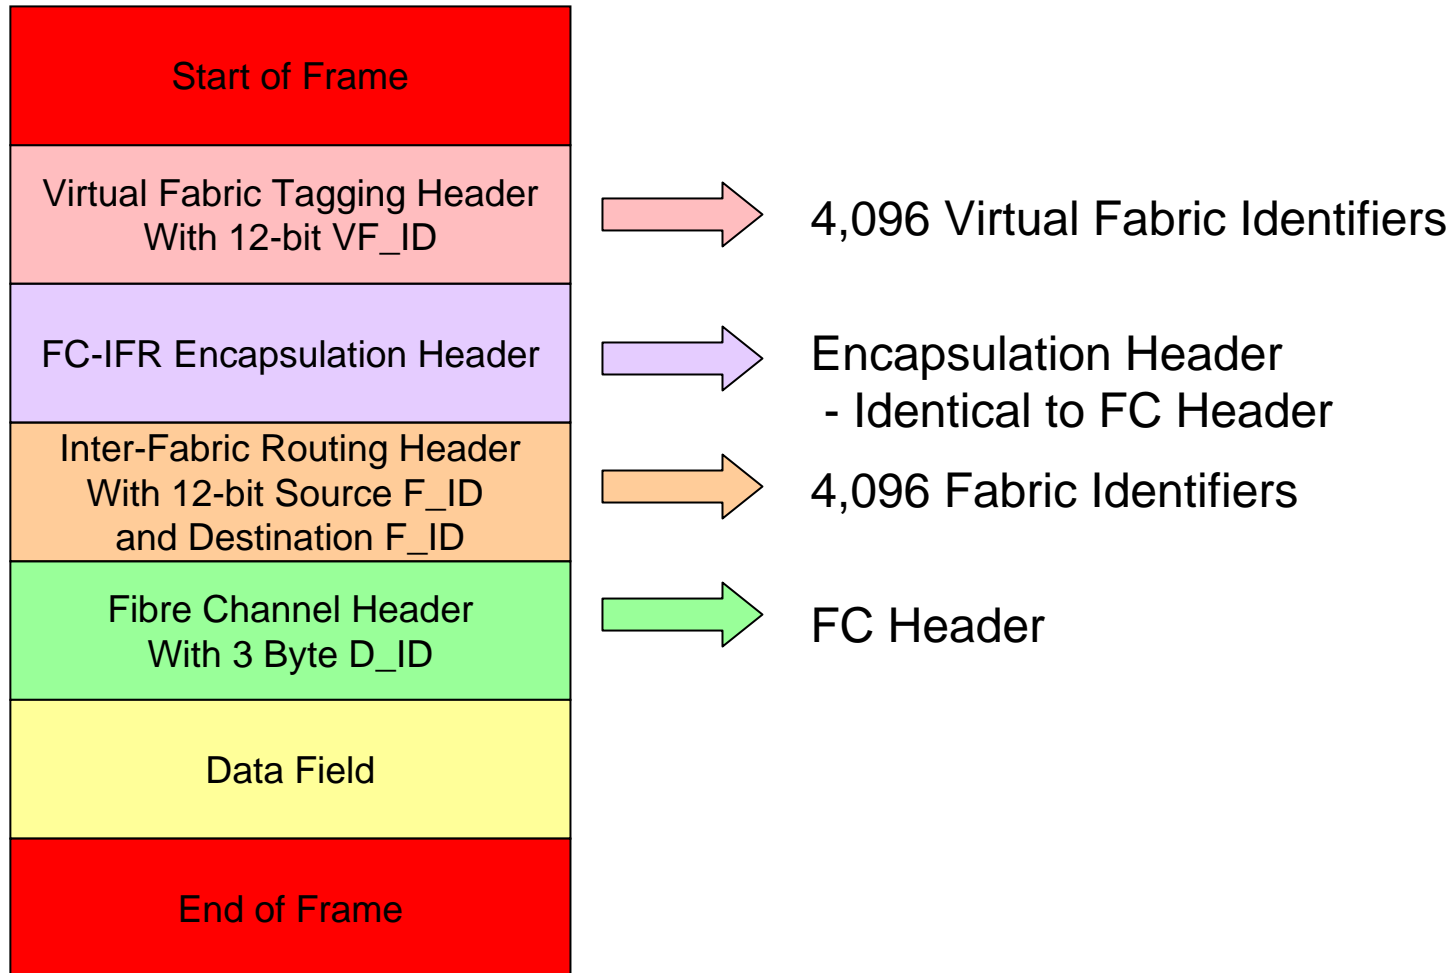 Start of Frame
Virtual Fabric Tagging Header
With 12-bit VF_ID
4,096 Virtual Fabric Identifiers
FC-IFR Encapsulation Header
Encapsulation Header
- Identical to FC Header
Inter-Fabric Routing Header
With 12-bit Source F_ID
and Destination F_ID
4,096 Fabric Identifiers
Fibre Channel Header
With 3 Byte D_ID
FC Header
Data Field
End of Frame